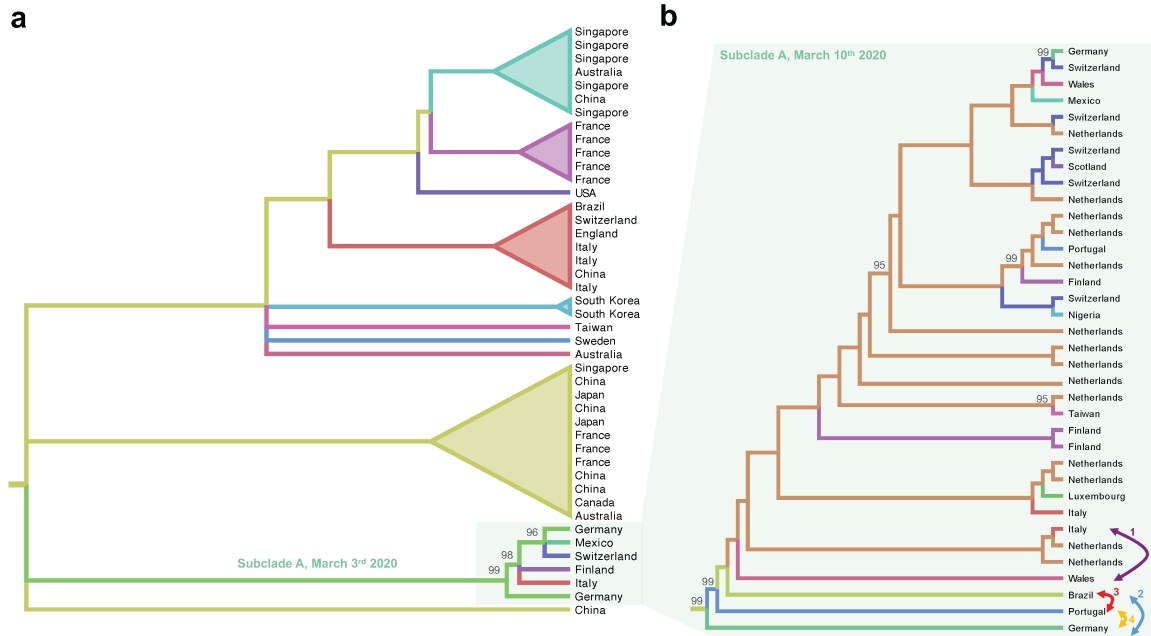 a
Singapore
Singapore
Singapore
Australia
Singapore
China
Singapore
France
France
France
France
France
USA
Brazil
Switzerland
England
Italy
Italy
China
Italy
South Korea
South Korea
Taiwan
Sweden
Australia
Singapore
China
Japan
China
Japan
France
France
France
China
China
Canada
Australia
96
Germany
Mexico
98
Switzerland
99
Finland
Italy
Germany
China
Subclade A, March 3rd 2020
b
Subclade A, March 10th 2020
99
Germany
Switzerland
Wales
Mexico
Switzerland
Netherlands
Switzerland
Scotland
Switzerland
Netherlands
Netherlands
Netherlands
Portugal
99
95
Netherlands
Finland
Switzerland
Nigeria
Netherlands
Netherlands
Netherlands
Netherlands
95
Netherlands
Taiwan
Finland
Finland
Netherlands
Netherlands
Luxembourg
Italy
Italy
1
Netherlands
Netherlands
Wales
99
Brazil
3
2
99
Portugal
4
Germany